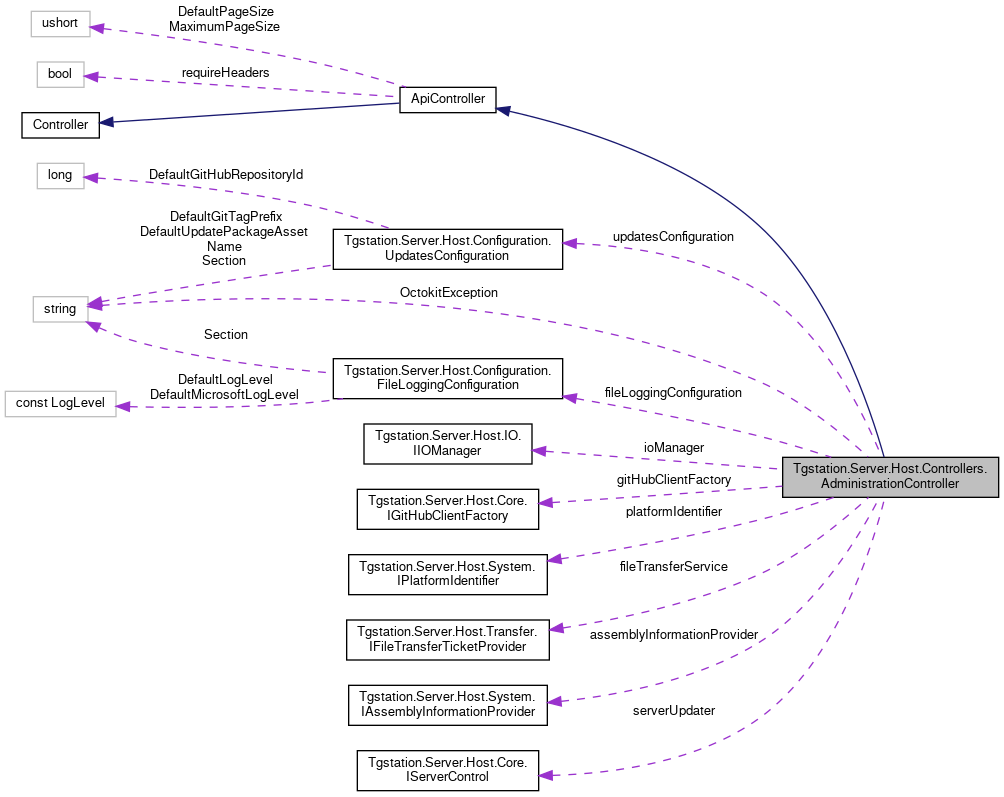 DefaultPageSize
MaximumPageSize
ushort
bool
requireHeaders
ApiController
Controller
long
DefaultGitHubRepositoryId
DefaultGitTagPrefix
DefaultUpdatePackageAsset
Name
Section
Tgstation.Server.Host.Configuration.
UpdatesConfiguration
updatesConfiguration
string
OctokitException
Section
Tgstation.Server.Host.Configuration.
FileLoggingConfiguration
fileLoggingConfiguration
DefaultLogLevel
DefaultMicrosoftLogLevel
const LogLevel
Tgstation.Server.Host.IO.
IIOManager
ioManager
Tgstation.Server.Host.Controllers.
AdministrationController
gitHubClientFactory
Tgstation.Server.Host.Core.
IGitHubClientFactory
platformIdentifier
Tgstation.Server.Host.System.
IPlatformIdentifier
fileTransferService
Tgstation.Server.Host.Transfer.
IFileTransferTicketProvider
assemblyInformationProvider
Tgstation.Server.Host.System.
IAssemblyInformationProvider
serverUpdater
Tgstation.Server.Host.Core.
IServerControl